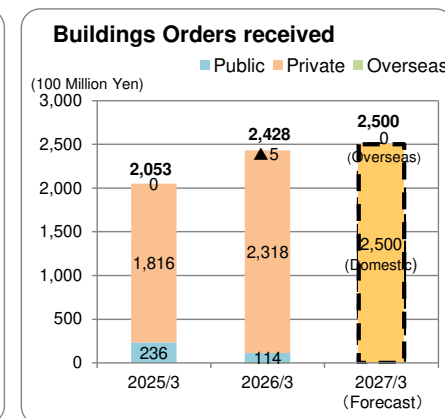 Buildings Orders received
Public Private Overseas
(100 Million Yen)
3,000
2,500
2,000
1,500
1,000
500
0
2,053
0
1,816
236
2,428
▲5
2,318
114
2,500
0
(Overseas)
2,500
(Domestic)
2025/3 2026/3 2027/3
(Forecast)